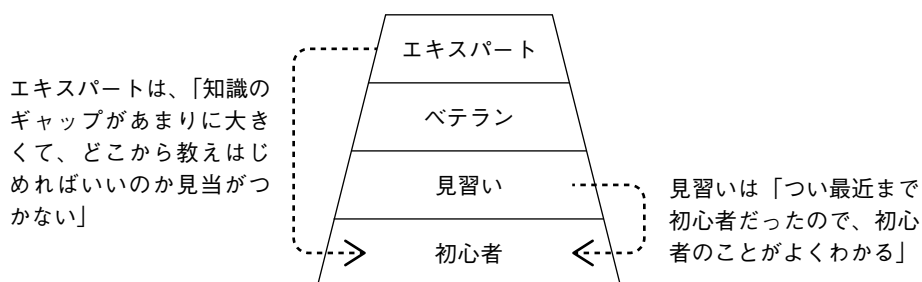 エキスパート
エキスパートは、「知識の
ギャップがあまりに大き
くて、どこから教えはじ
めればいいのか見当がつ
かない」
ベテラン
見習い
見習いは「つい最近まで
初心者だったので、初心
者のことがよくわかる」
初心者